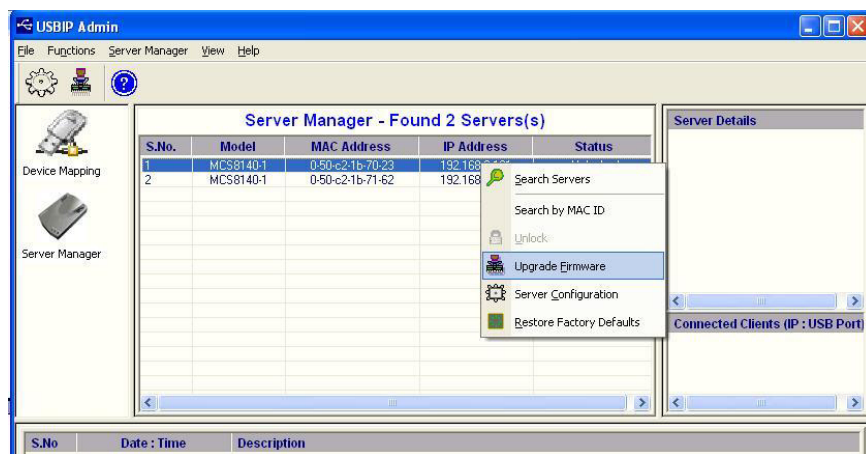 USBIP Admin
File Functions Server Manager View Help
Device Mapping
Server Manager
Server Manager - Found 2 Servers(s)
S.No. Model MAC Address IP Address Status
1 MCS8140-1 0-50-c2-1b-70-23 192.168
2 MCS8140-1 0-50-c2-1b-71-62 192.168
Search Servers
Search by MAC ID
Unlock
Upgrade Firmware
Server Configuration
Restore Factory Defaults
Server Details
Connected Clients (IP : USB Port)
S.No Date : Time Description